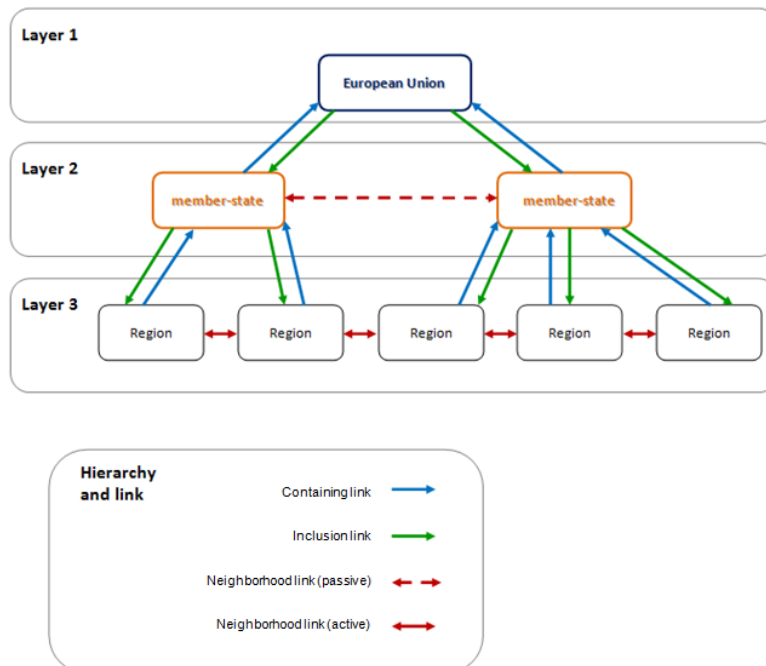 Layer 1
European Union
Layer 2
member-state
member-state
Layer 3
Region
Region
Region
Region
Region
Hierarchy
and link
Containing link
Inclusion link
Neighborhood link (passive)
Neighborhood link (active)